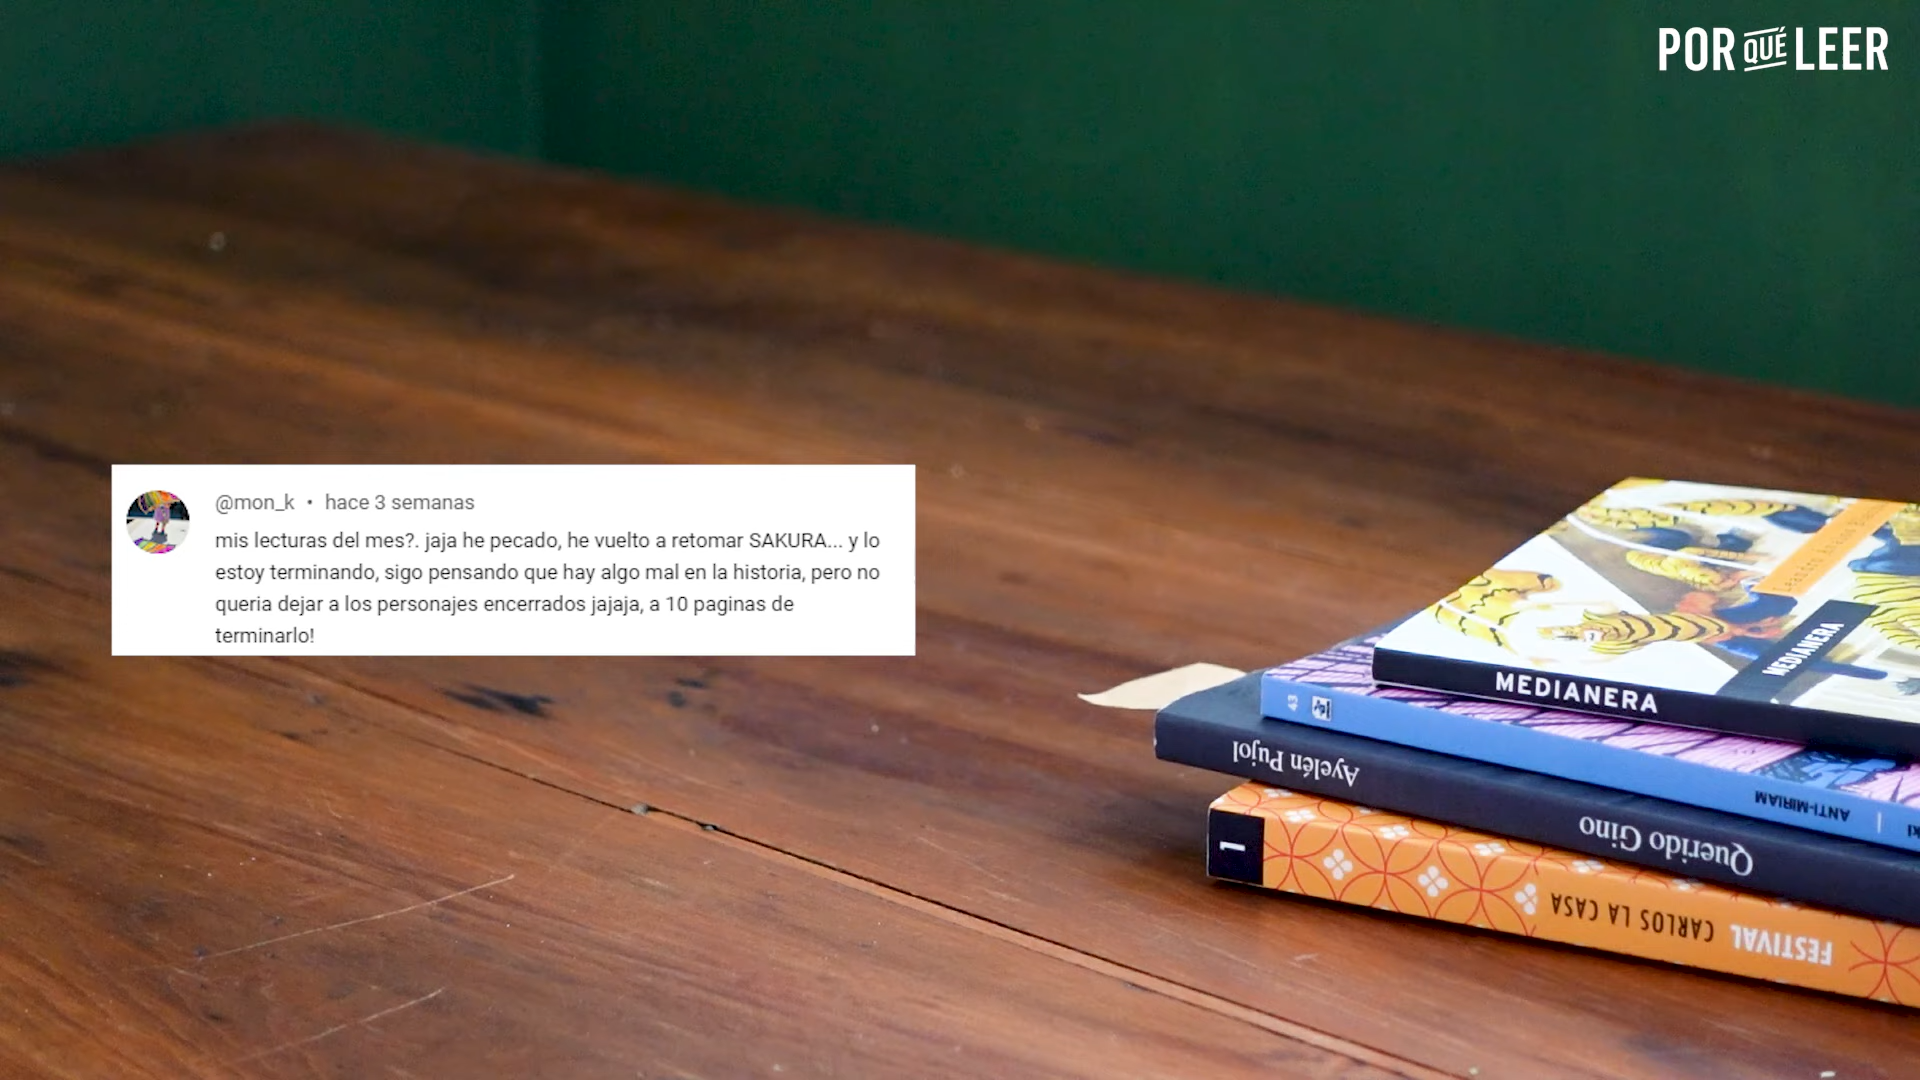 POR QUÉ LEER
@mon_k • hace 3 semanas
mis lecturas del mes?. jaja he pecado, he vuelto a retomar SAKURA... y lo
estoy terminando, sigo pensando que hay algo mal en la historia, pero no
queria dejar a los personajes encerrados jajaja, a 10 paginas de
terminarlo!
MEDIANERA
MEDIANERA
43
ANTI-MIRIAM |
Ayelén Pujol
Querido Gino
1
FESTIVAL CARLOS LA CASA